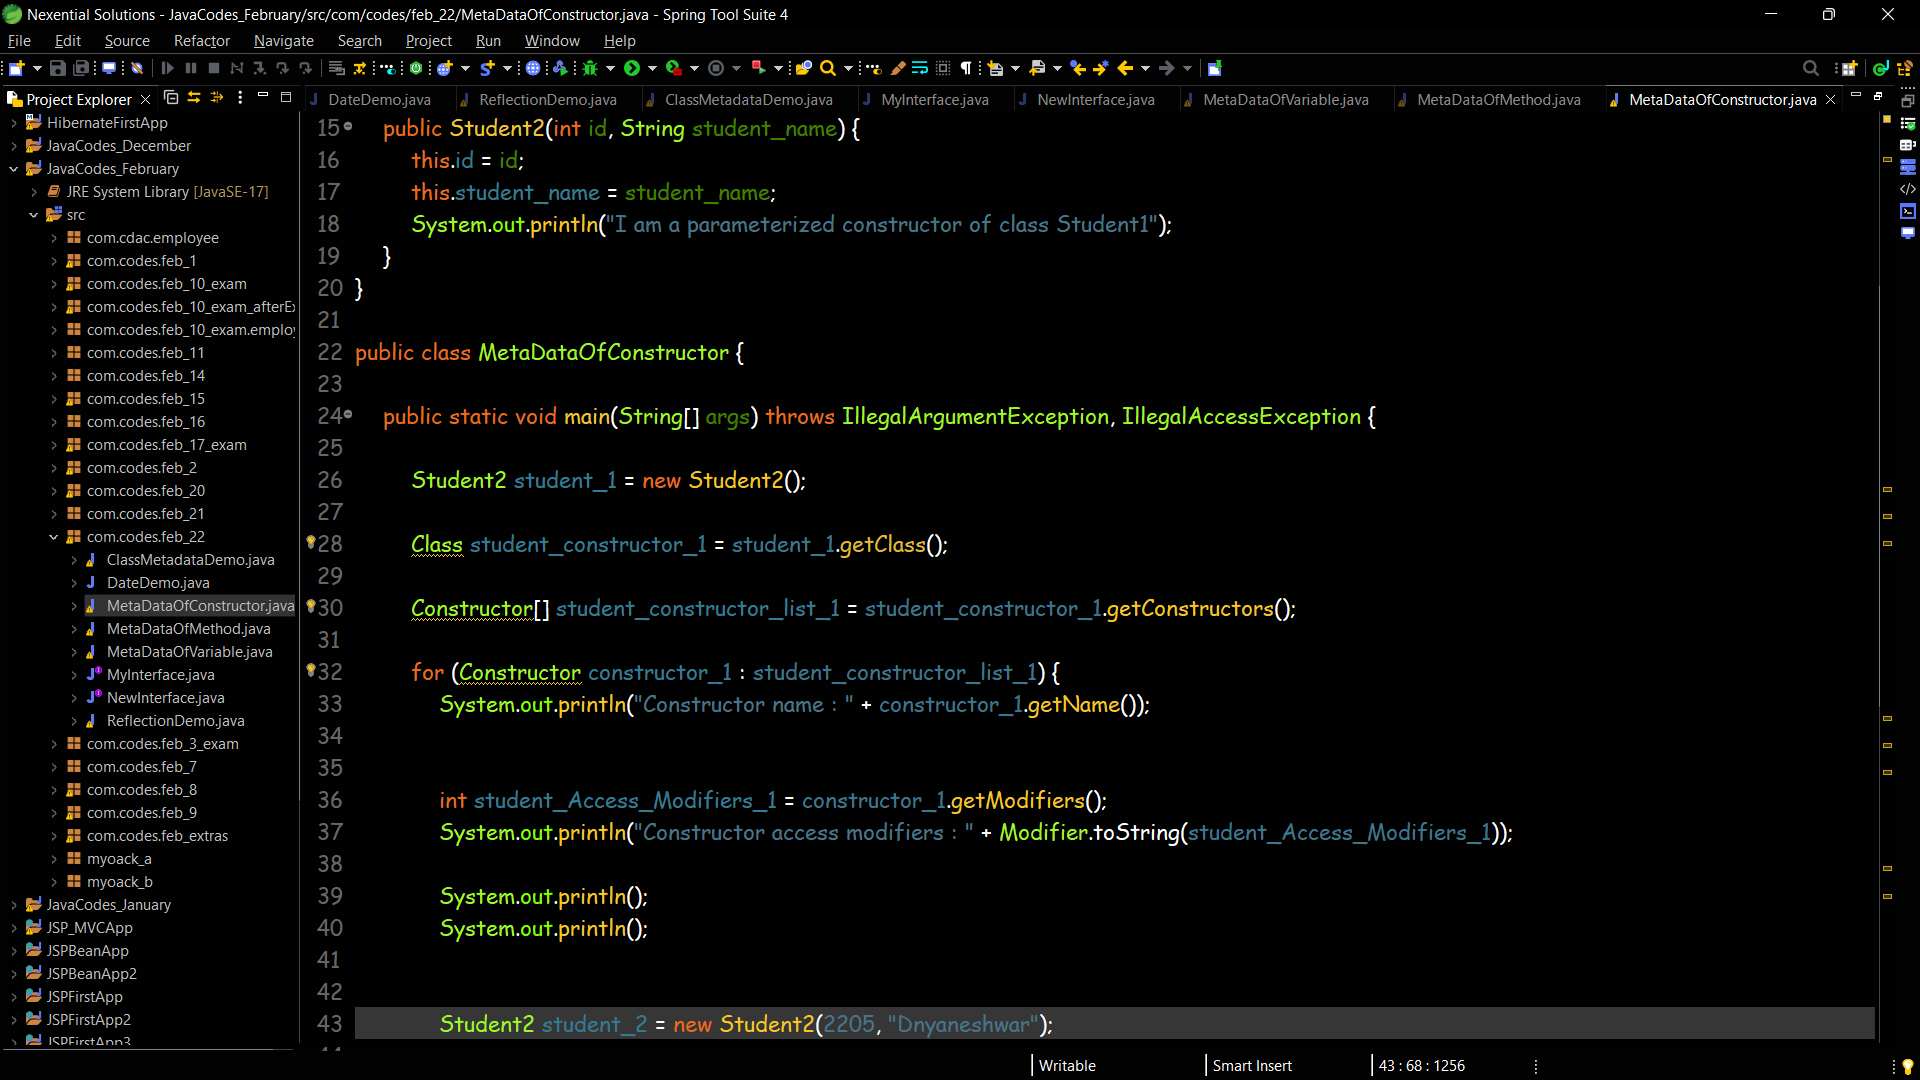 Nexential Solutions - JavaCodes_February/src/com/codes/feb_22/MetaDataOfConstructor.java - Spring Tool Suite 4
File Edit Source Refactor Navigate Search Project Run Window Help
Project Explorer
DateDemo.java ReflectionDemo.java ClassMetadataDemo.java MyInterface.java NewInterface.java MetaDataOfVariable.java MetaDataOfMethod.java MetaDataOfConstructor.java
HibernateFirstApp
JavaCodes_December
JavaCodes_February
JRE System Library [JavaSE-17]
src
com.cdac.employee
com.codes.feb_1
com.codes.feb_10_exam
com.codes.feb_10_exam_afterEx
com.codes.feb_10_exam.employ
com.codes.feb_11
com.codes.feb_14
com.codes.feb_15
com.codes.feb_16
com.codes.feb_17_exam
com.codes.feb_2
com.codes.feb_20
com.codes.feb_21
com.codes.feb_22
ClassMetadataDemo.java
DateDemo.java
MetaDataOfConstructor.java
MetaDataOfMethod.java
MetaDataOfVariable.java
MyInterface.java
NewInterface.java
ReflectionDemo.java
com.codes.feb_3_exam
com.codes.feb_7
com.codes.feb_8
com.codes.feb_9
com.codes.feb_extras
myoack_a
myoack_b
JavaCodes_January
JSP_MVCApp
JSPBeanApp
JSPBeanApp2
JSPFirstApp
JSPFirstApp2
JSPFirstApp3
15 public Student2(int id, String student_name) {
16 this.id = id;
17 this.student_name = student_name;
18 System.out.println("I am a parameterized constructor of class Student1");
19 }
20 }
21
22 public class MetaDataOfConstructor {
23
24 public static void main(String[] args) throws IllegalArgumentException, IllegalAccessException {
25
26 Student2 student_1 = new Student2();
27
28 Class student_constructor_1 = student_1.getClass();
29
30 Constructor[] student_constructor_list_1 = student_constructor_1.getConstructors();
31
32 for (Constructor constructor_1 : student_constructor_list_1) {
33 System.out.println("Constructor name : " + constructor_1.getName());
34
35
36 int student_Access_Modifiers_1 = constructor_1.getModifiers();
37 System.out.println("Constructor access modifiers : " + Modifier.toString(student_Access_Modifiers_1));
38
39 System.out.println();
40 System.out.println();
41
42
43 Student2 student_2 = new Student2(2205, "Dnyaneshwar");
Writable Smart Insert 43 : 68 : 1256